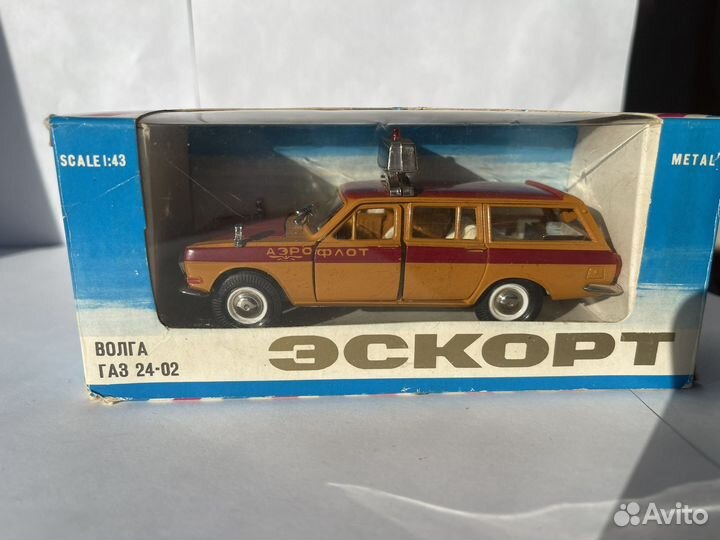 SCALE 1:43
METAL
АЭРОФЛОТ
ВОЛГА
ГАЗ 24-02
ЭСКОРТ
Avito